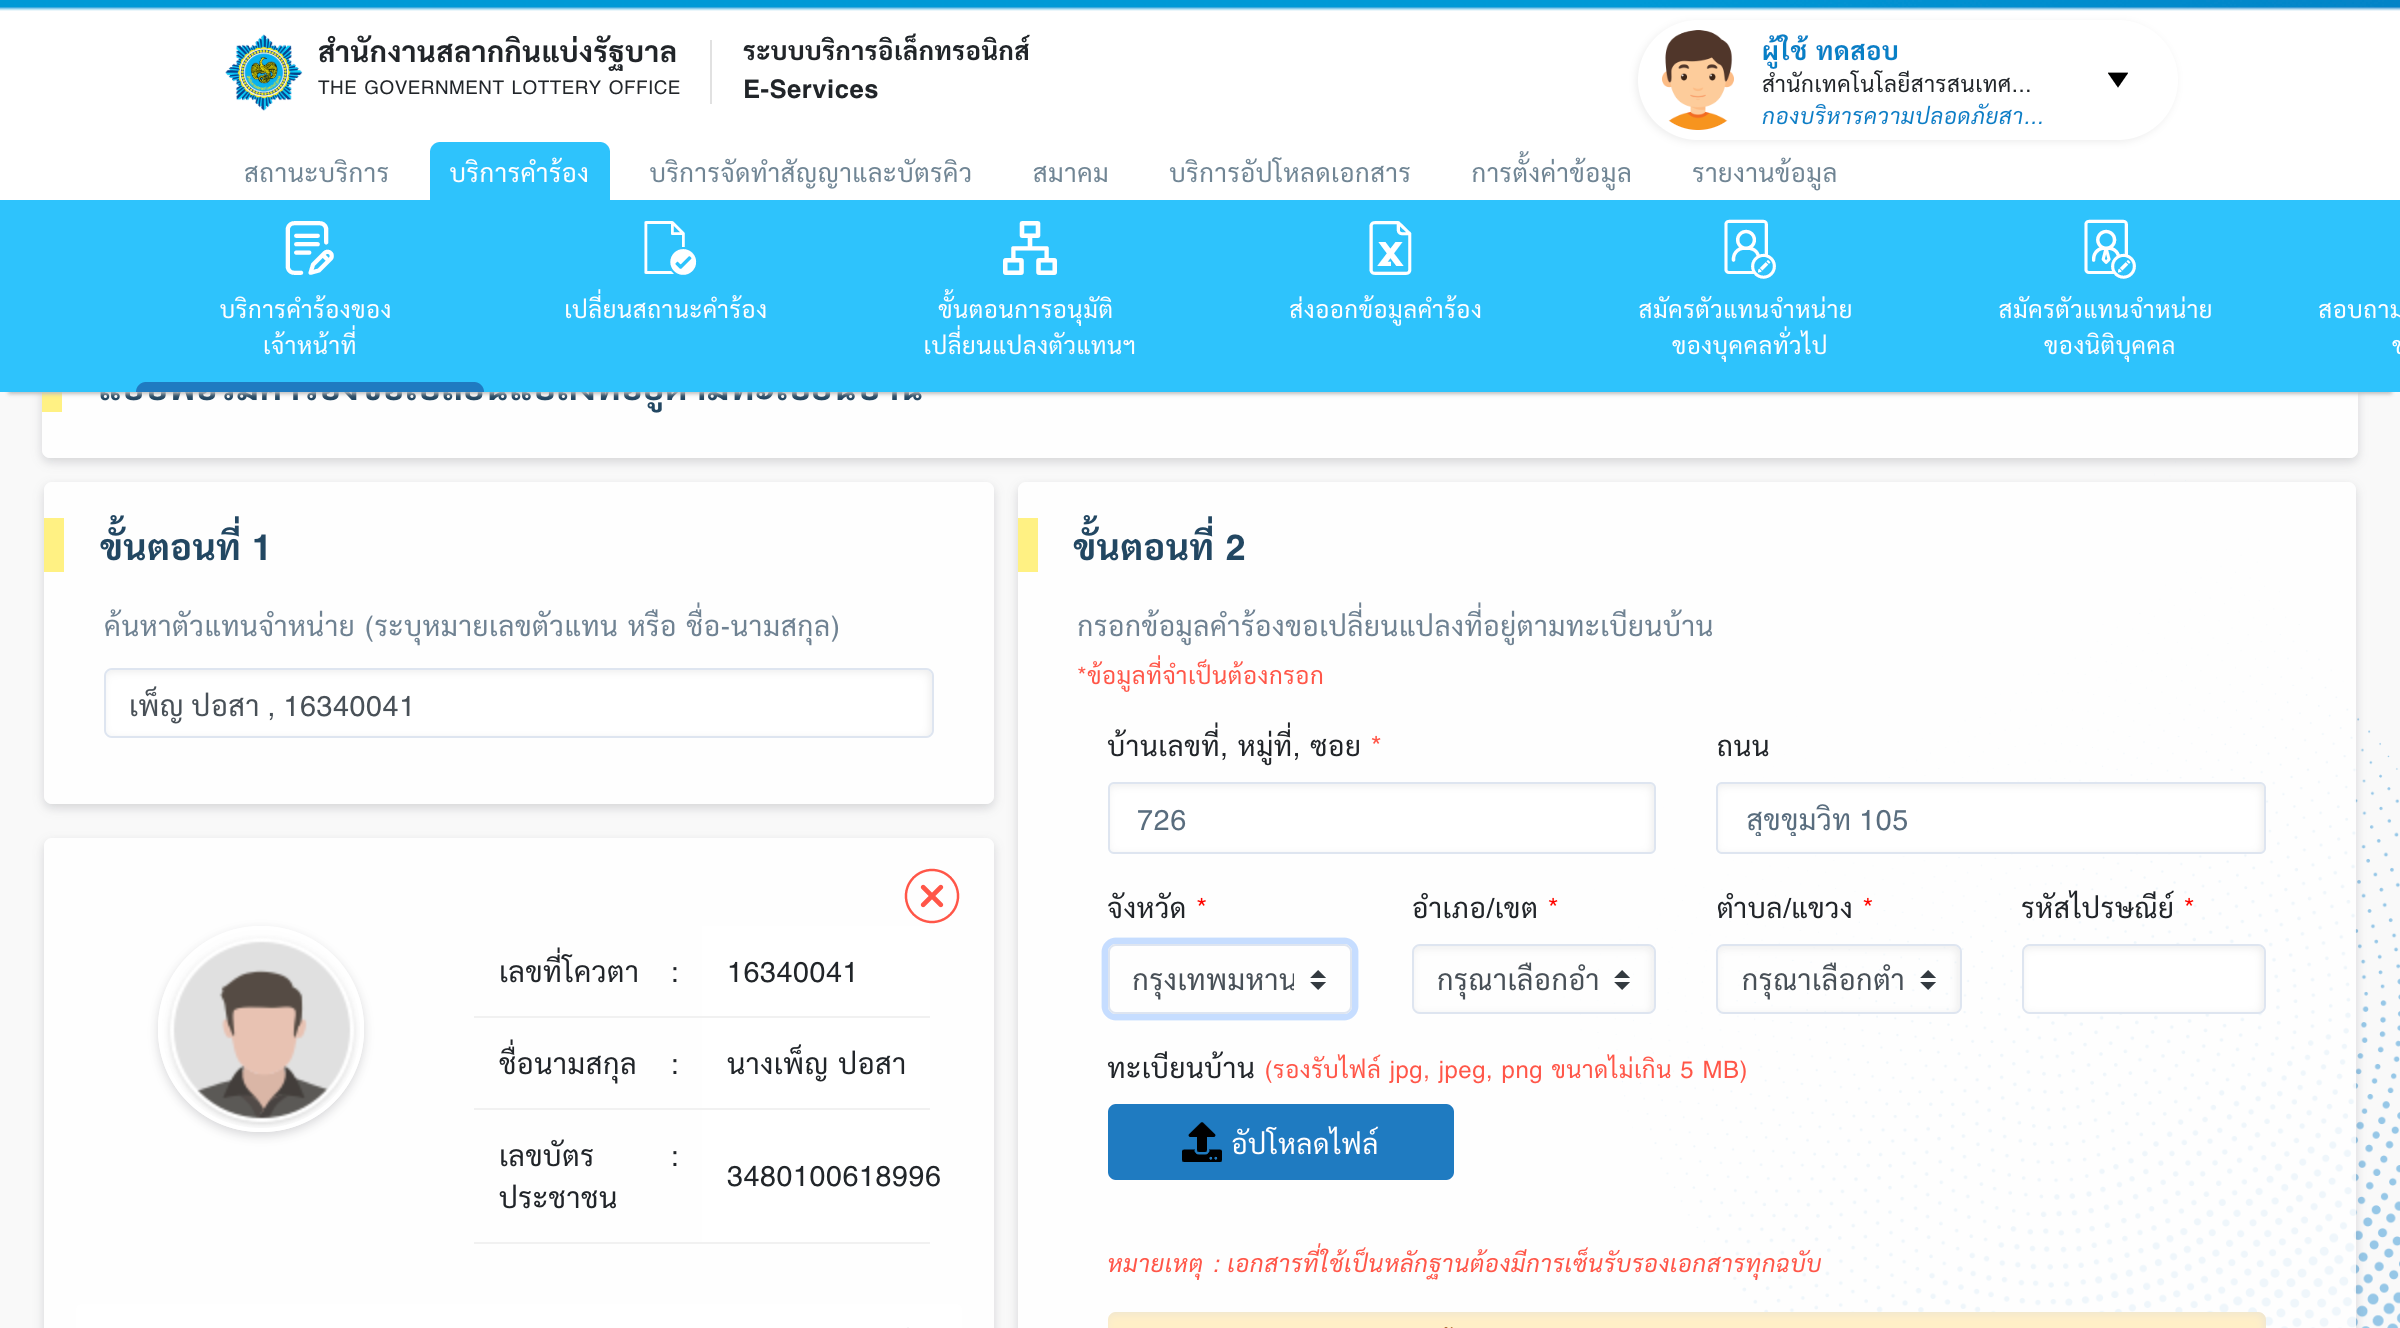 สำนักงานสลากกินแบ่งรัฐบาล
THE GOVERNMENT LOTTERY OFFICE
ระบบบริการอิเล็กทรอนิกส์
E-Services
ผู้ใช้ ทดสอบ
สำนักเทคโนโลยีสารสนเทศ...
กองบริหารความปลอดภัยสา...
สถานะบริการ
บริการคำร้อง
บริการจัดทำสัญญาและบัตรคิว
สมาคม
บริการอัปโหลดเอกสาร
การตั้งค่าข้อมูล
รายงานข้อมูล
บริการคำร้องของ
เจ้าหน้าที่
เปลี่ยนสถานะคำร้อง
ขั้นตอนการอนุมัติ
เปลี่ยนแปลงตัวแทนฯ
ส่งออกข้อมูลคำร้อง
สมัครตัวแทนจำหน่าย
ของบุคคลทั่วไป
สมัครตัวแทนจำหน่าย
ของนิติบุคคล
สอบถาม
ขั้นตอนที่ 1
ค้นหาตัวแทนจำหน่าย (ระบุหมายเลขตัวแทน หรือ ชื่อ-นามสกุล)
เพ็ญ ปอสา , 16340041
เลขที่โควตา : 16340041
ชื่อนามสกุล : นางเพ็ญ ปอสา
เลขบัตร :
ประชาชน
3480100618996
ขั้นตอนที่ 2
กรอกข้อมูลคำร้องขอเปลี่ยนแปลงที่อยู่ตามทะเบียนบ้าน
*ข้อมูลที่จำเป็นต้องกรอก
บ้านเลขที่, หมู่ที่, ซอย *
ถนน
726
สุขขุมวิท 105
จังหวัด *
อำเภอ/เขต *
ตำบล/แขวง *
รหัสไปรษณีย์ *
กรุงเทพมหาน
กรุณาเลือกอำ
กรุณาเลือกตำ
ทะเบียนบ้าน (รองรับไฟล์ jpg, jpeg, png ขนาดไม่เกิน 5 MB)
อัปโหลดไฟล์
หมายเหตุ : เอกสารที่ใช้เป็นหลักฐานต้องมีการเซ็นรับรองเอกสารทุกฉบับ